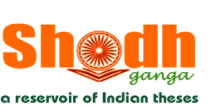 Shodh
ganga
a reservoir of Indian theses